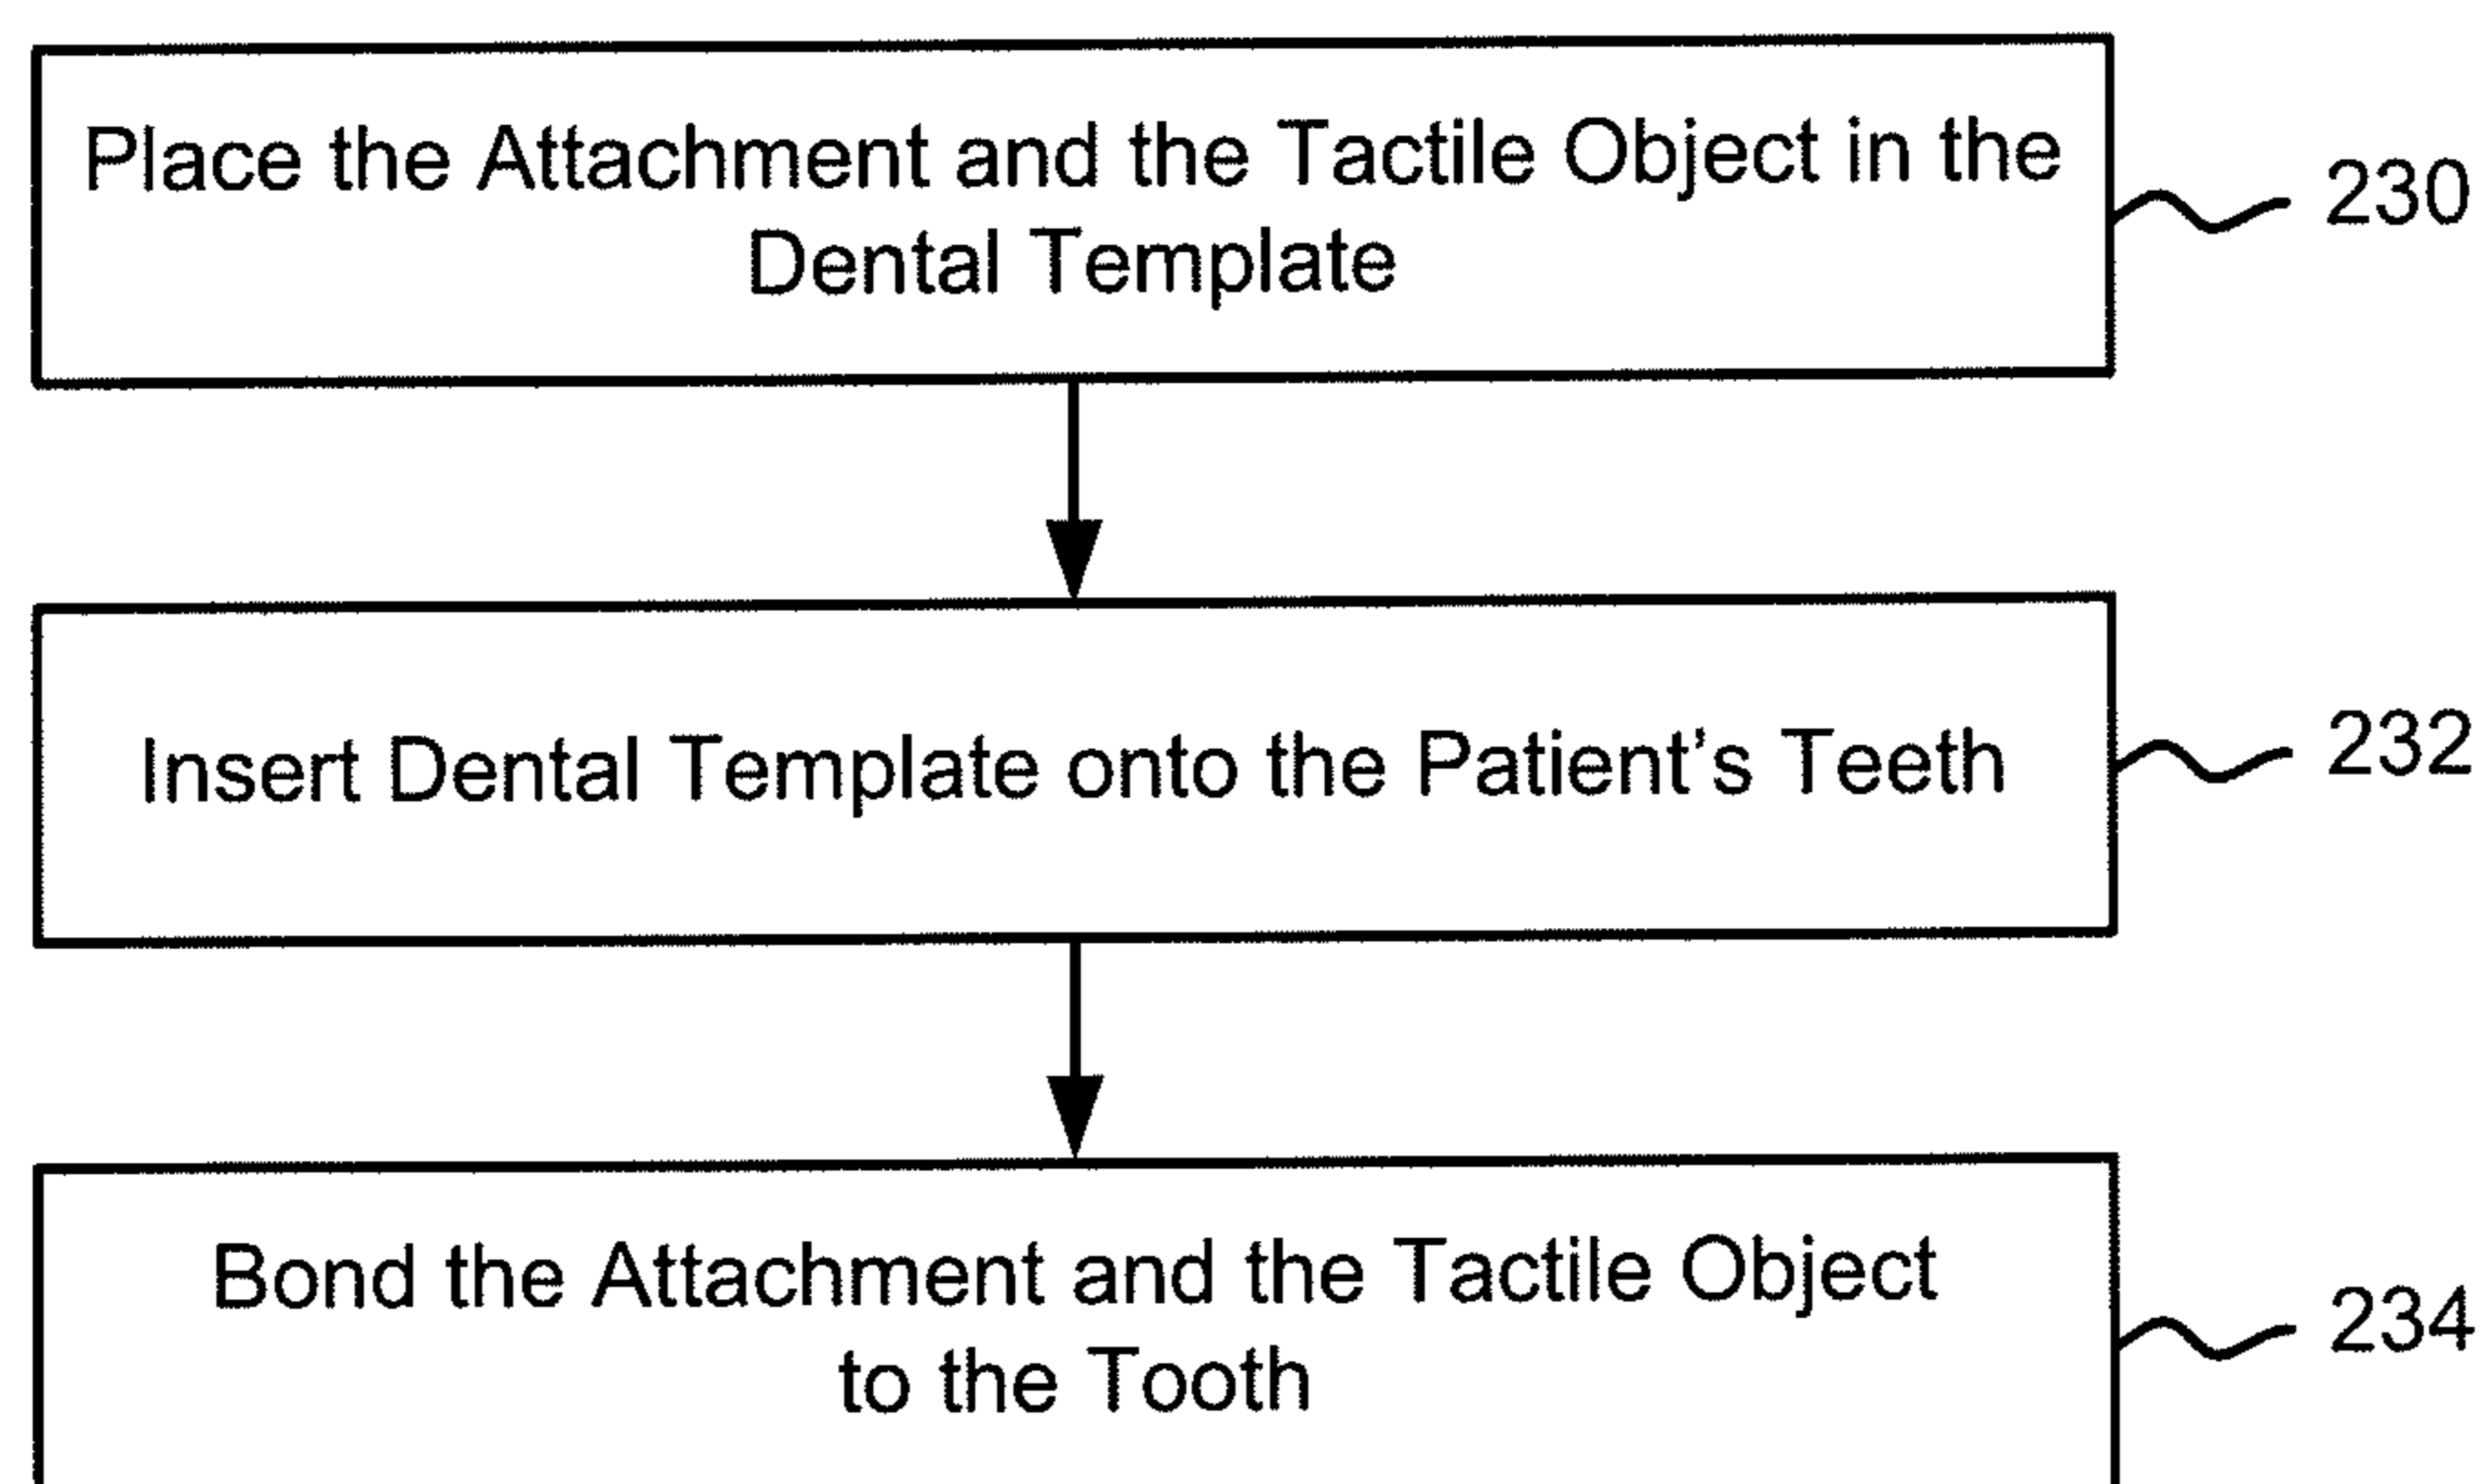 Place the Attachment and the Tactile Object in the
Dental Template
230
Insert Dental Template onto the Patient's Teeth
232
Bond the Attachment and the Tactile Object
to the Tooth
234